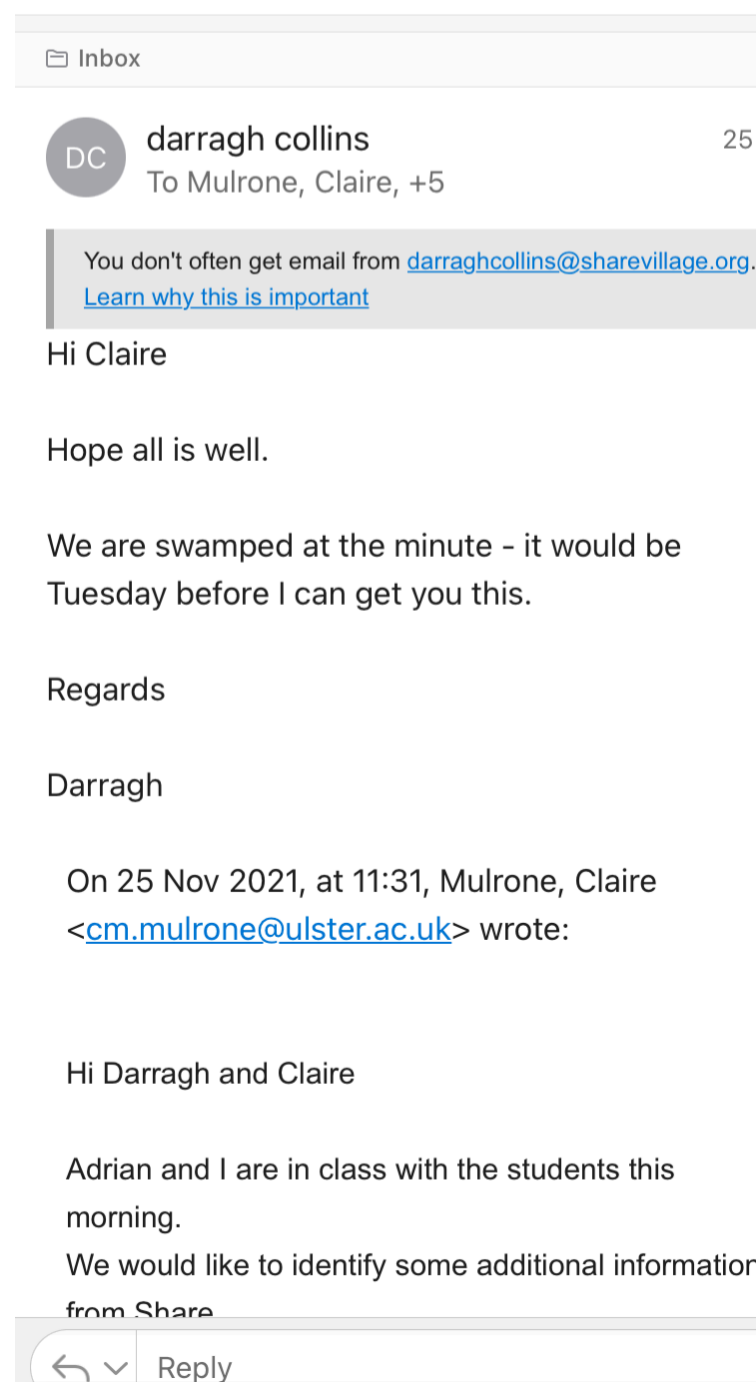 Inbox
DC
darragh collins
25
To Mulrone, Claire, +5
You don't often get email from darraghcollins@sharevillage.org.
Learn why this is important
Hi Claire
Hope all is well.
We are swamped at the minute - it would be
Tuesday before I can get you this.
Regards
Darragh
On 25 Nov 2021, at 11:31, Mulrone, Claire
<cm.mulrone@ulster.ac.uk> wrote:
Hi Darragh and Claire
Adrian and I are in class with the students this
morning.
We would like to identify some additional information
from Share
Reply